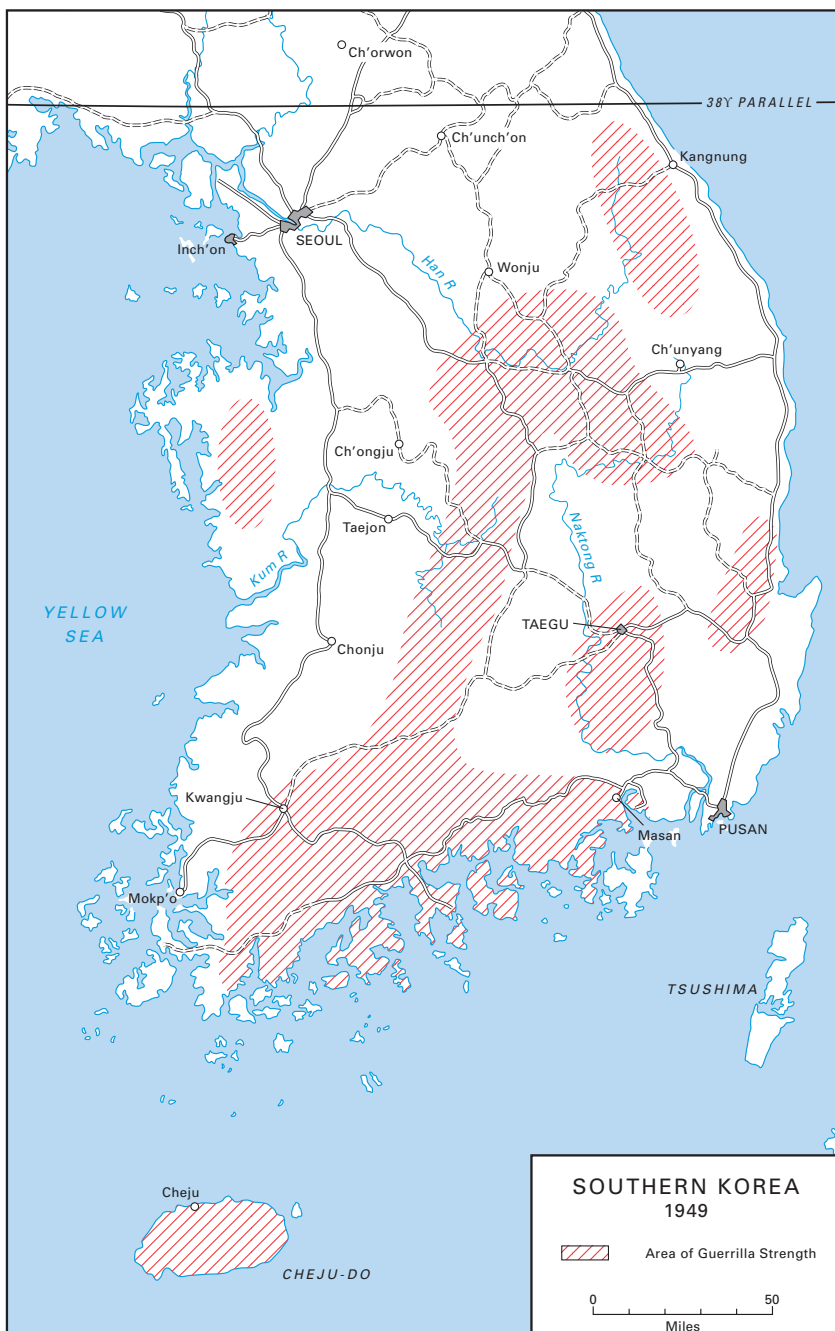 Ch'orwon
38ϒ PARALLEL
Ch'unch'on
Kangnung
SEOUL
Inch'on
Han R
Wonju
Ch'unyang
Ch'ongju
Taejon
Kum R
Naktong R
YELLOW
SEA
TAEGU
Chonju
Kwangju
Masan
PUSAN
Mokp'o
TSUSHIMA
Cheju
CHEJU-DO
SOUTHERN KOREA
1949
Area of Guerrilla Strength
0 50
Miles